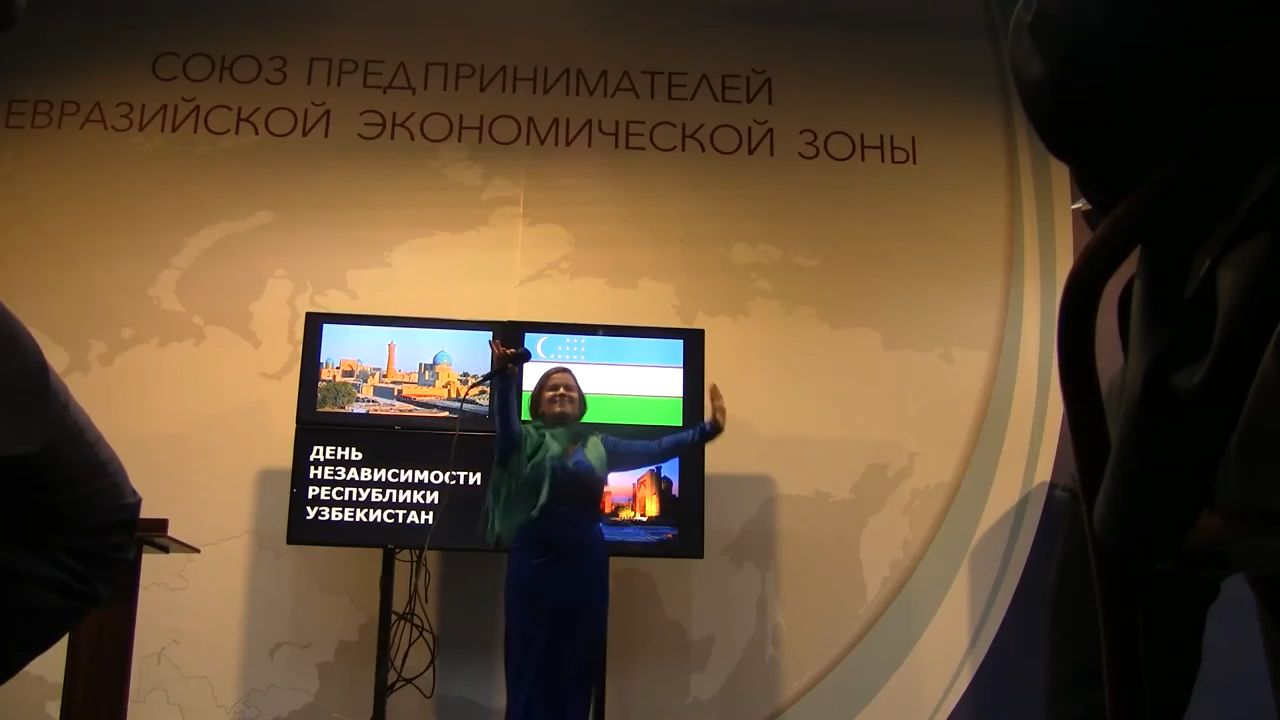 СОЮЗ ПРЕДПРИНИМАТЕЛЕЙ
ЕВРАЗИЙСКОЙ ЭКОНОМИЧЕСКОЙ ЗОНЫ
ДЕНЬ
НЕЗАВИСИМОСТИ
РЕСПУБЛИКИ
УЗБЕКИСТАН